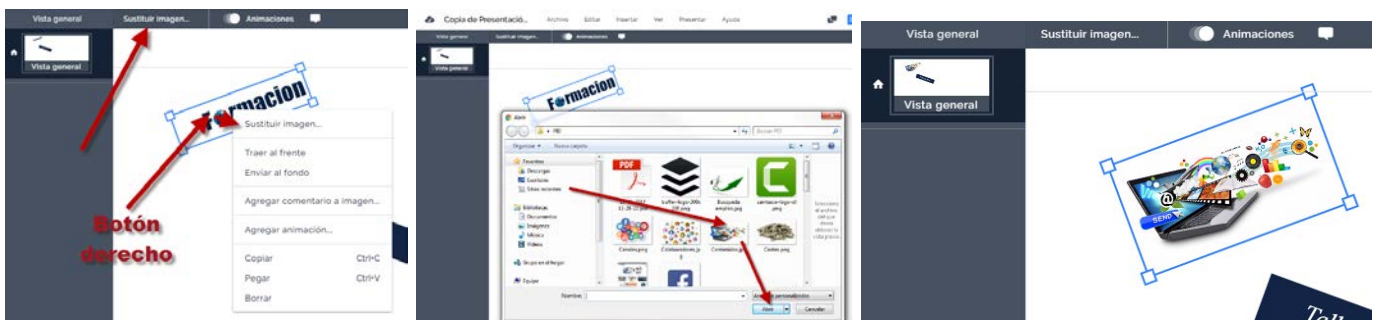 Vista general
Sustituir imagen...
Animaciones
Vista general
Formacion
Sustituir imagen...
Traer al frente
Enviar al fondo
Agregar comentario a imagen...
Agregar animación...
Copiar Ctrl+C
Pegar Ctrl+V
Borrar
Botón
derecho
Copia de Presentació...
Archivo Editar Insertar Ver Presentar Ayuda
Vista general
Sustituir imagen...
Animaciones
Vista general
Formacion
Abrir
Organizar
Nueva carpeta
Favoritos
Descargas
Escritorio
Sitios recientes
Bibliotecas
Documentos
Imágenes
Música
Vídeos
Grupo en el hogar
Equipo
PDF
Nombre:
Abrir
Cancelar
Vista general
Sustituir imagen...
Animaciones
Vista general
@
SEND